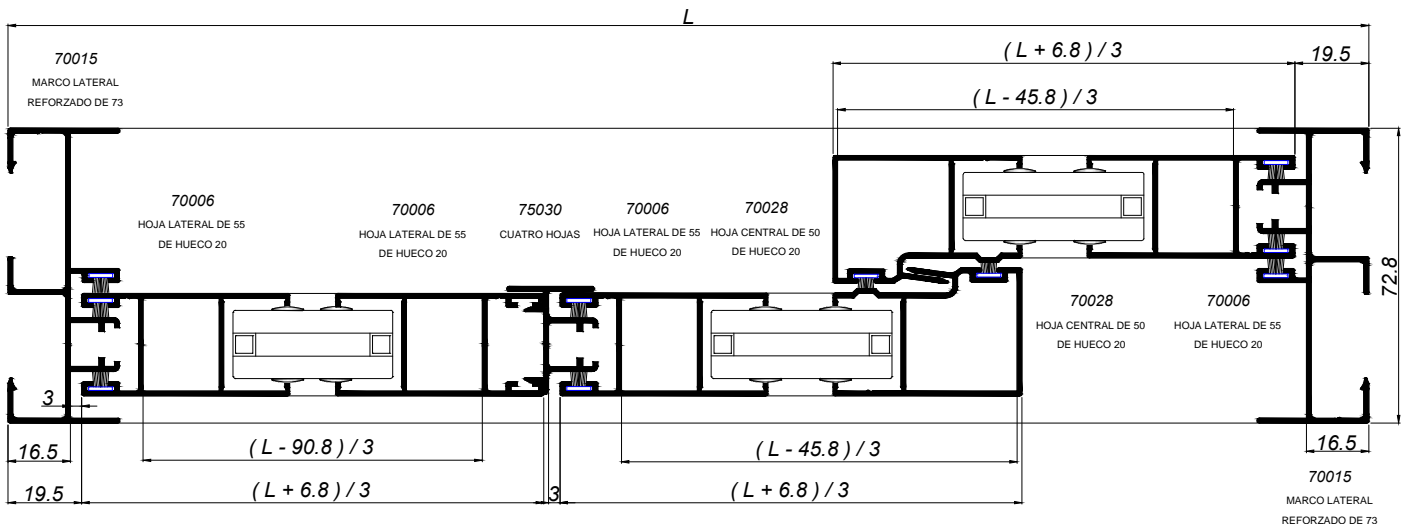 L
70015
MARCO LATERAL
REFORZADO DE 73
( L + 6.8 ) / 3
19.5
( L - 45.8 ) / 3
70006
HOJA LATERAL DE 55
DE HUECO 20
70006
HOJA LATERAL DE 55
DE HUECO 20
75030
CUATRO HOJAS
70006
HOJA LATERAL DE 55
DE HUECO 20
70028
HOJA CENTRAL DE 50
DE HUECO 20
72.8
70028
HOJA CENTRAL DE 50
DE HUECO 20
70006
HOJA LATERAL DE 55
DE HUECO 20
3
16.5
( L - 90.8 ) / 3
( L - 45.8 ) / 3
16.5
19.5
( L + 6.8 ) / 3
3
( L + 6.8 ) / 3
70015
MARCO LATERAL
REFORZADO DE 73